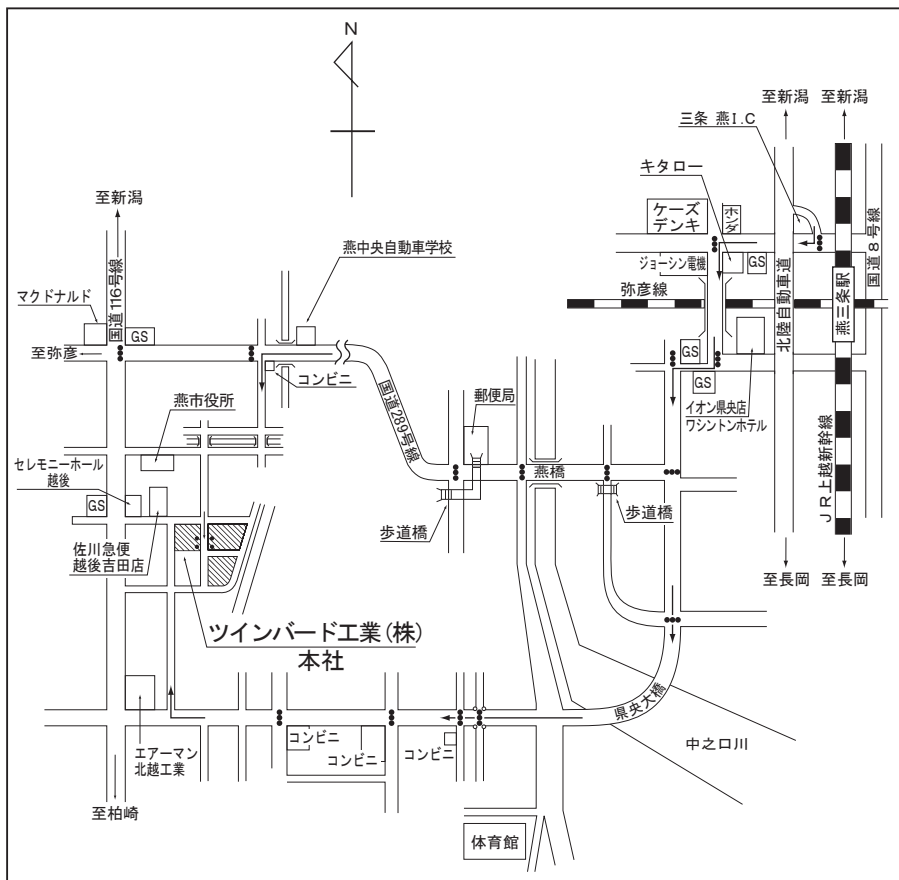 N
至新潟
至新潟
三条 燕I.C
キタロー
至新潟
ケーズ
デンキ
ホンダ
国道8号線
燕中央自動車学校
ジョーシン電機
GS
弥彦線
マクドナルド
国道116号線
GS
北陸自動車道
燕三条駅
至弥彦
コンビニ
GS
GS
国道289号線
郵便局
イオン県央店
ワシントンホテル
燕市役所
セレモニーホール
越後
燕橋
JR上越新幹線
GS
歩道橋
歩道橋
佐川急便
越後吉田店
至長岡
至長岡
ツインバード工業(株)
本社
県央大橋
エアーマン
北越工業
コンビニ
コンビニ
コンビニ
中之口川
至柏崎
体育館